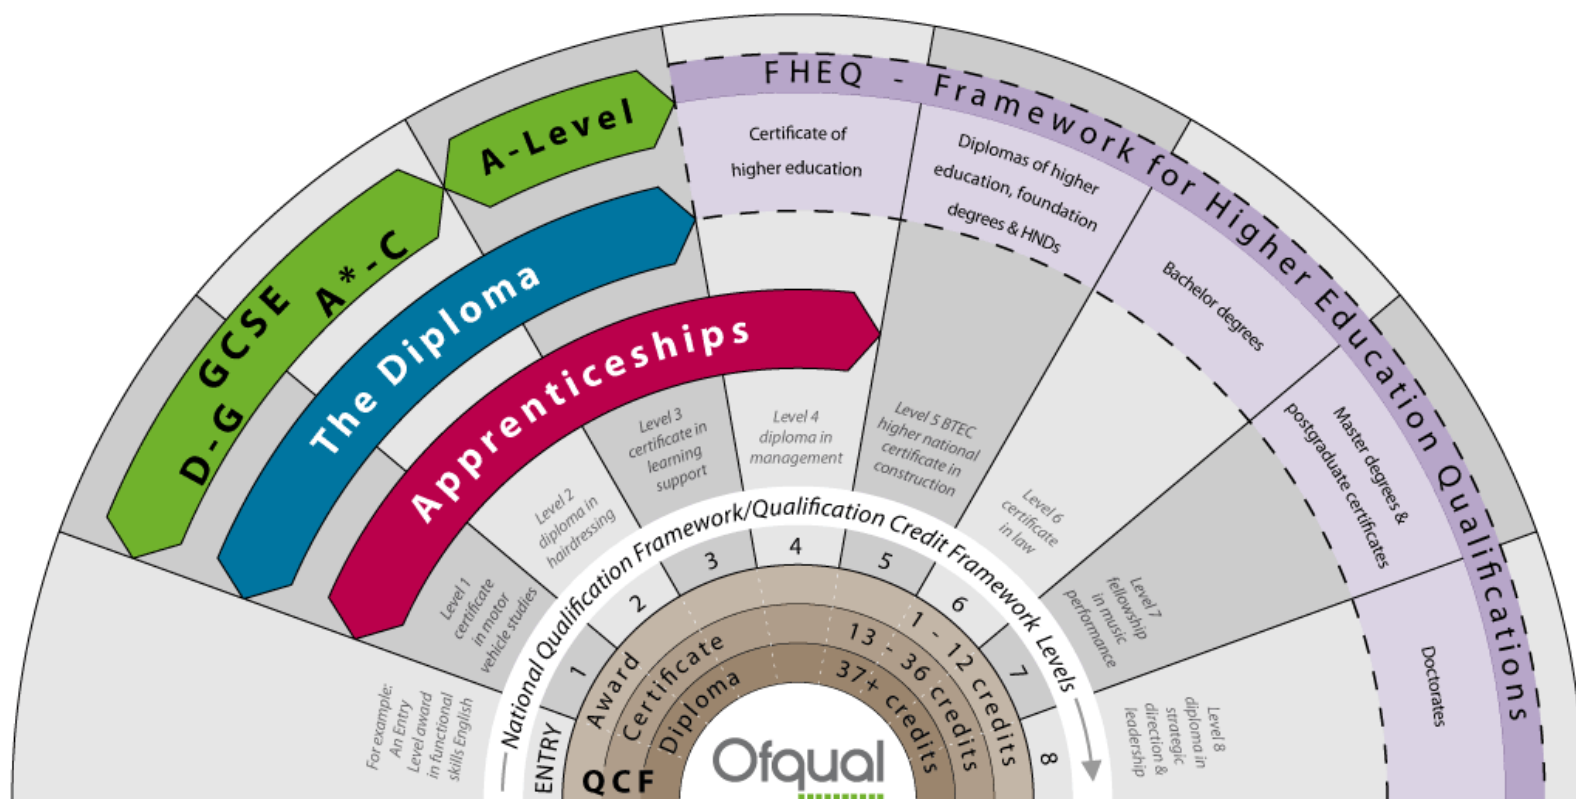 FHEQ - Framework for Higher Education Qualifications
Certificate of
higher education
Diplomas of higher
education, foundation
degrees & HNDs
Bachelor degrees
Master degrees &
postgraduate certificates
Doctorates
A-Level
GCSE
D-G A*-C
The Diploma
Apprenticeships
For example:
An Entry
Level award
in functional
skills English
Level 1
certificate
in motor
vehicle studies
Level 2
diploma in
hairdressing
Level 3
certificate in
learning
support
Level 4
diploma in
management
Level 5 BTEC
higher national
certificate in
construction
Level 6
certificate
in law
Level 7
fellowship
in music
performance
Level 8
diploma in
strategic
direction &
leadership
National Qualification Framework/Qualification Credit Framework Levels
ENTRY
1
2
3
4
5
6
7
8
Award
1 - 12 credits
Certificate
13 - 36 credits
Diploma
37+ credits
QCF
Ofqual